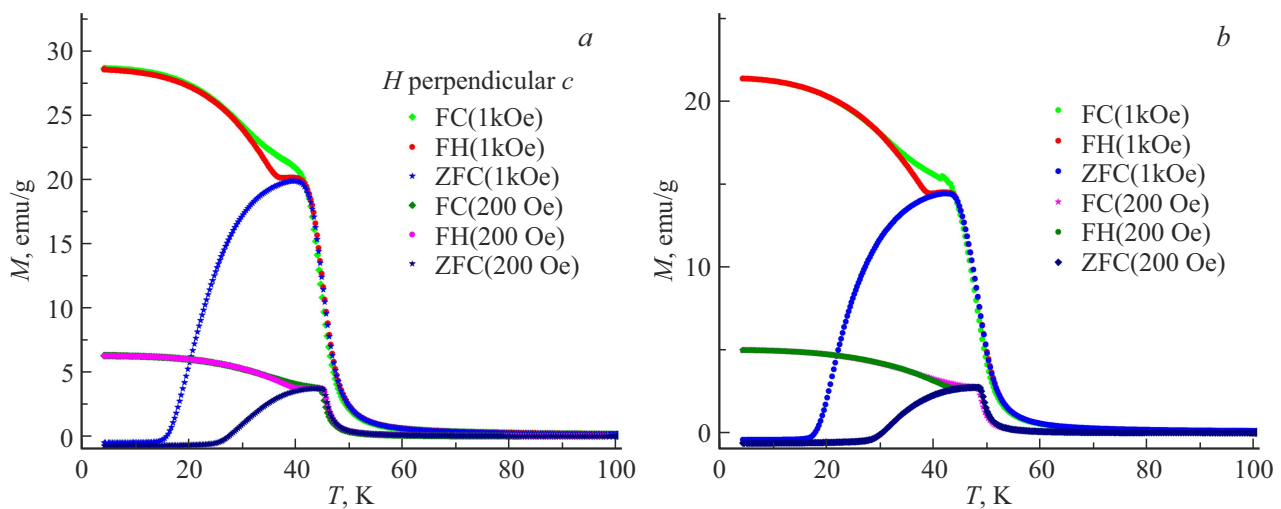 a
H perpendicular c
FC(1kOe)
FH(1kOe)
ZFC(1kOe)
FC(200 Oe)
FH(200 Oe)
ZFC(200 Oe)
M, emu/g
30
25
20
15
10
5
0
0
20
40
60
80
100
T, K
b
FC(1kOe)
FH(1kOe)
ZFC(1kOe)
FC(200 Oe)
FH(200 Oe)
ZFC(200 Oe)
M, emu/g
20
10
0
0
20
40
60
80
100
T, K